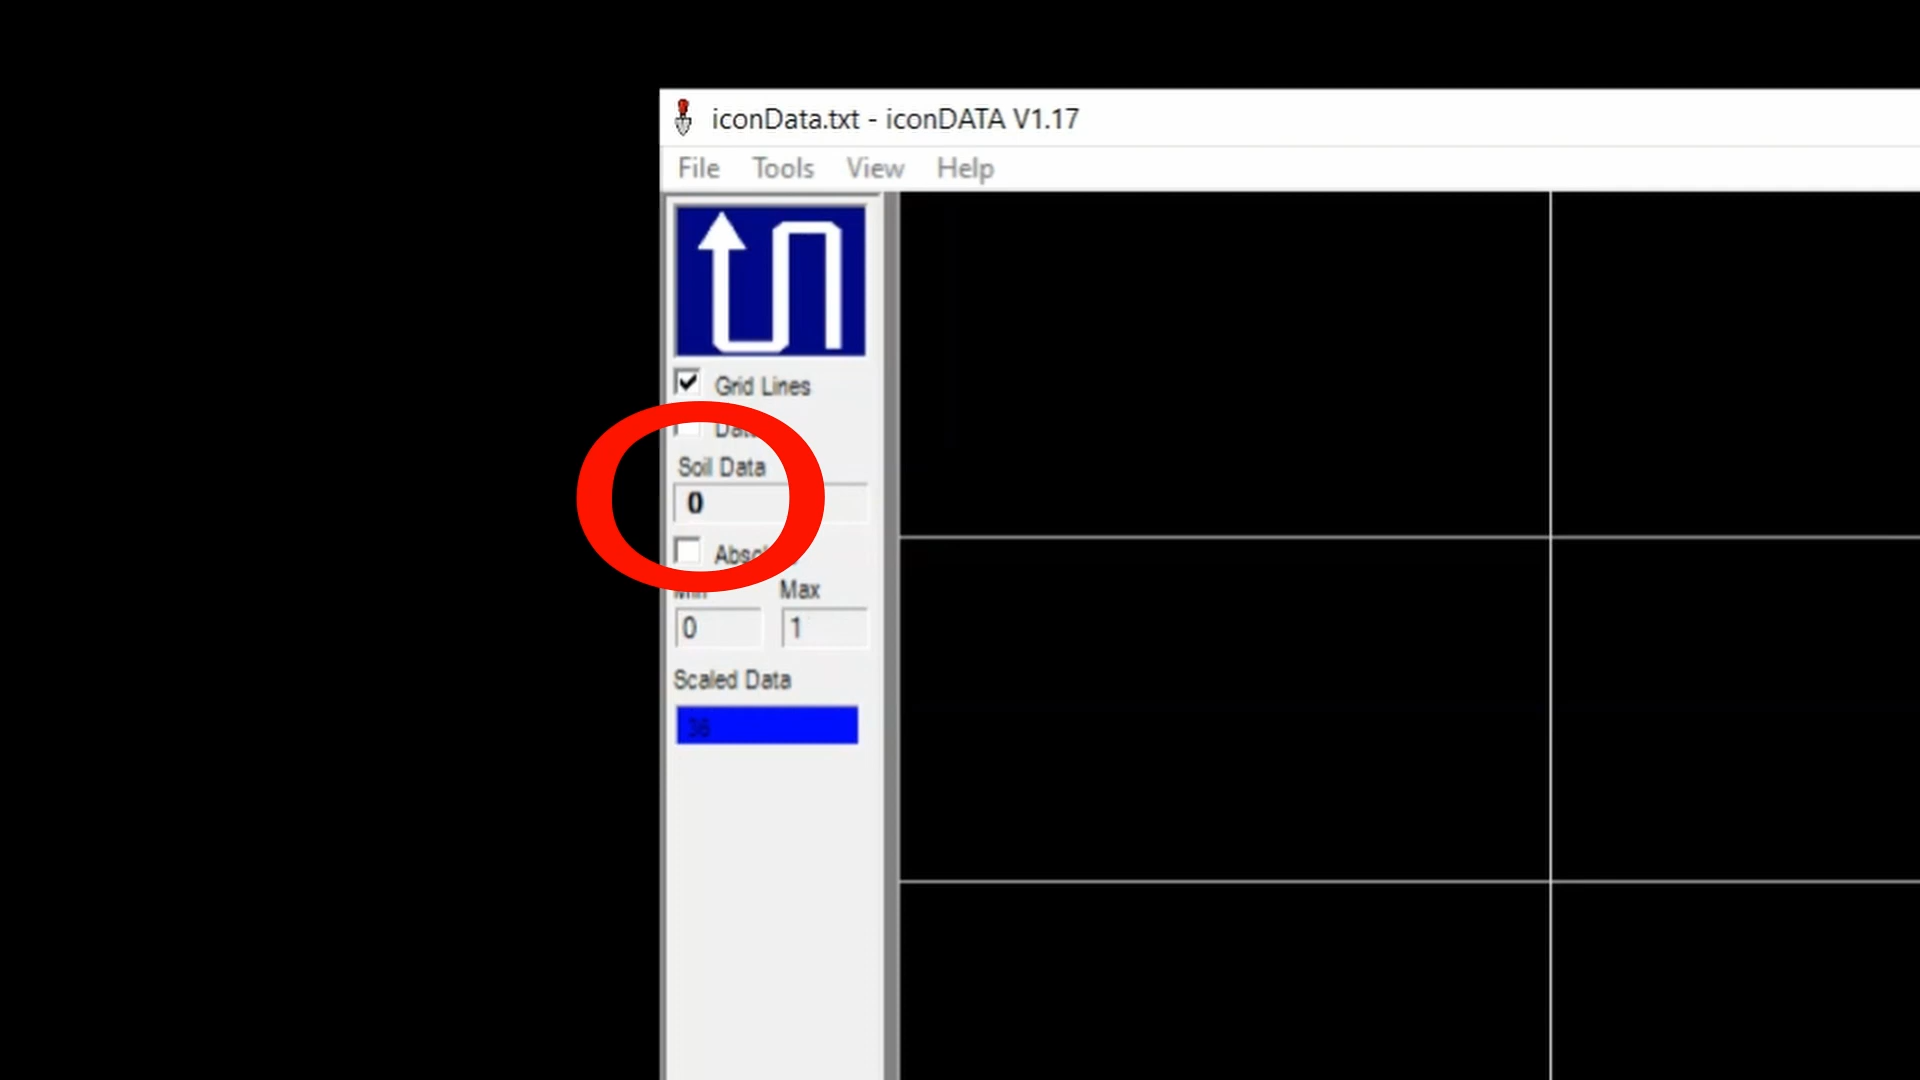 iconData.txt - iconDATA V1.17
File Tools View Help
Grid Lines
Soil Data
0
Max
0 1
Scaled Data
36